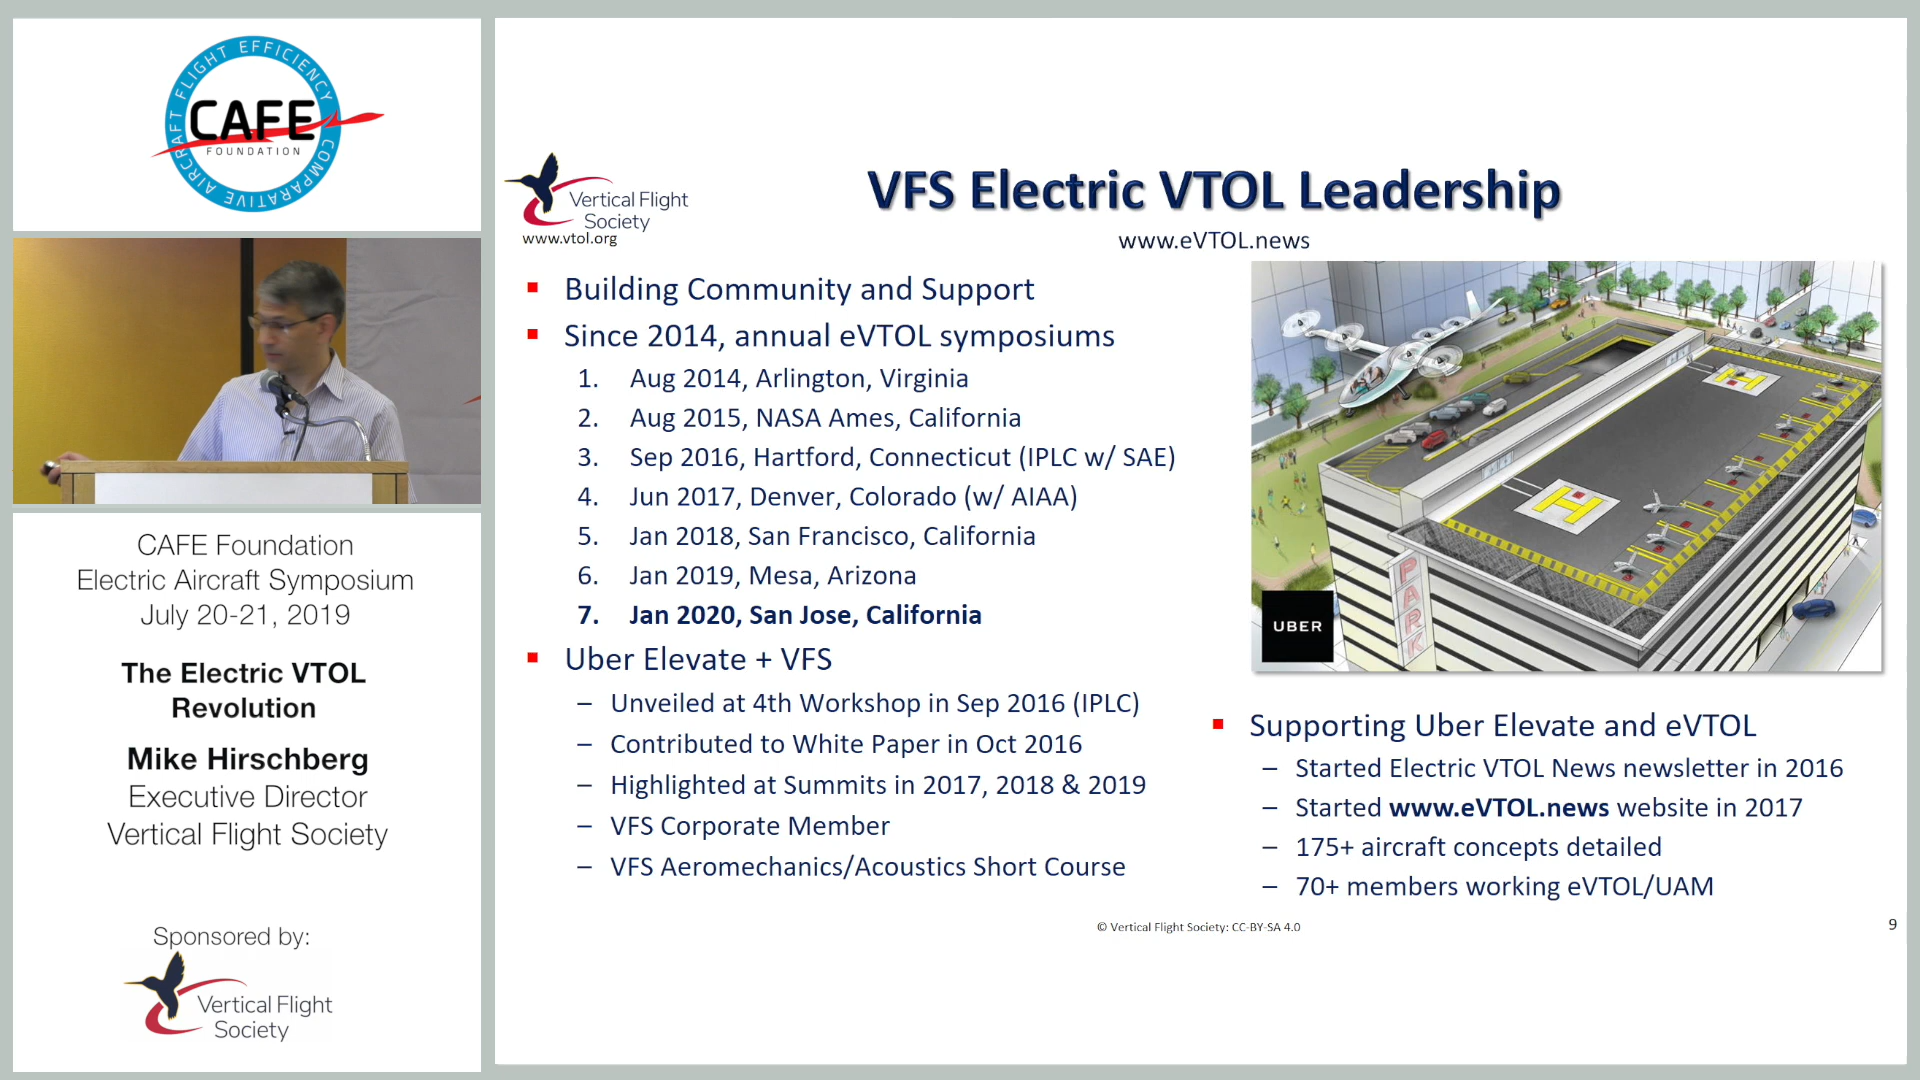 COMPARATIVE AIRCRAFT FLIGHT EFFICIENCY
CAFE
FOUNDATION
CAFE Foundation
Electric Aircraft Symposium
July 20-21, 2019
The Electric VTOL
Revolution
Mike Hirschberg
Executive Director
Vertical Flight Society
Sponsored by:
Vertical Flight
Society
Vertical Flight
Society
www.vtol.org
VFS Electric VTOL Leadership
www.eVTOL.news
▪ Building Community and Support
▪ Since 2014, annual eVTOL symposiums
1. Aug 2014, Arlington, Virginia
2. Aug 2015, NASA Ames, California
3. Sep 2016, Hartford, Connecticut (IPLC w/ SAE)
4. Jun 2017, Denver, Colorado (w/ AIAA)
5. Jan 2018, San Francisco, California
6. Jan 2019, Mesa, Arizona
7. Jan 2020, San Jose, California
▪ Uber Elevate + VFS
– Unveiled at 4th Workshop in Sep 2016 (IPLC)
– Contributed to White Paper in Oct 2016
– Highlighted at Summits in 2017, 2018 & 2019
– VFS Corporate Member
– VFS Aeromechanics/Acoustics Short Course
H
H
PARK
UBER
▪ Supporting Uber Elevate and eVTOL
– Started Electric VTOL News newsletter in 2016
– Started www.eVTOL.news website in 2017
– 175+ aircraft concepts detailed
– 70+ members working eVTOL/UAM
© Vertical Flight Society: CC-BY-SA 4.0
9